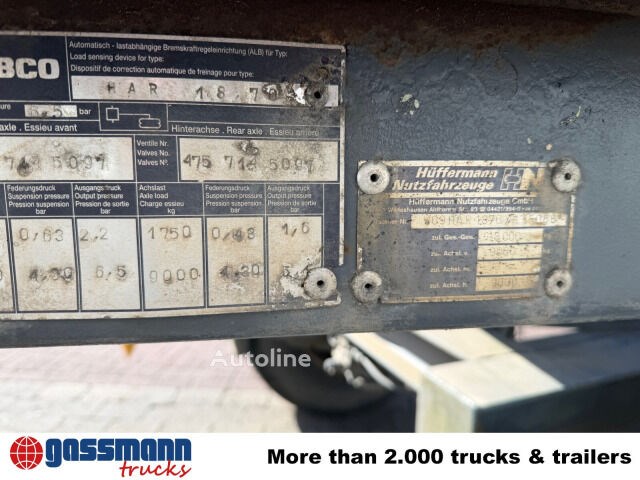 BCO
Automatisch - lastabhängige Bremskraftregeleinrichtung (ALB) für Typ:
Load sensing device for type:
Dispositif de correction automatique de freinage pour type:
HAR 18.70
bar
axle . Essieu avant
Hinterachse . Rear axle . Essieu arrière
714 5097
Ventile Nr.
Valves No.
Valves Nº.
475 714 5097
Federungsdruck Ausgangsdruck Achslast Federungsdruck Ausgangsdruck
Suspension pressure Output pressure Axle load Suspension pressure Output pressure
Pression suspension Pression de sortie Charge essieu Pression suspension Pression de sortie
bar bar kg bar bar
0,63 2,2 1750 0,48 1,6
6,5 9000 4.20
Hüffermann
Nutzfahrzeuge
Hüffermann Nutzfahrzeuge GmbH
zul. Ges.-Gew.
zul. Achsl. v.
zul. Achsl. h.
Autoline
gassmann
trucks
More than 2.000 trucks & trailers